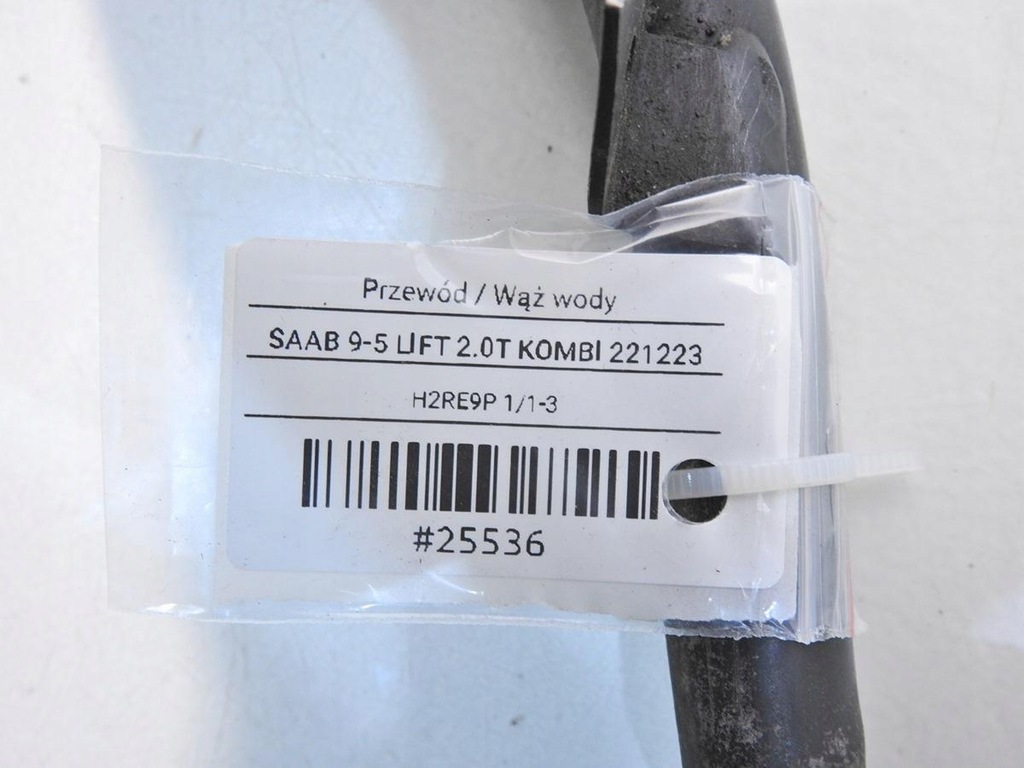 Przewód / Wąż wody
SAAB 9-5 LIFT 2.0T KOMBI 221223
H2RE9P 1/1-3
#25536